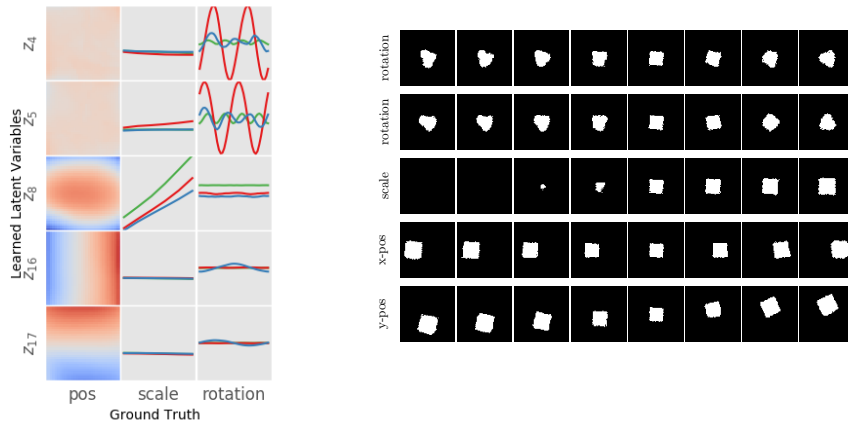 Learned Latent Variables
Z4
Z5
Z8
Z16
Z17
pos scale rotation
Ground Truth
rotation
rotation
scale
x-pos
y-pos